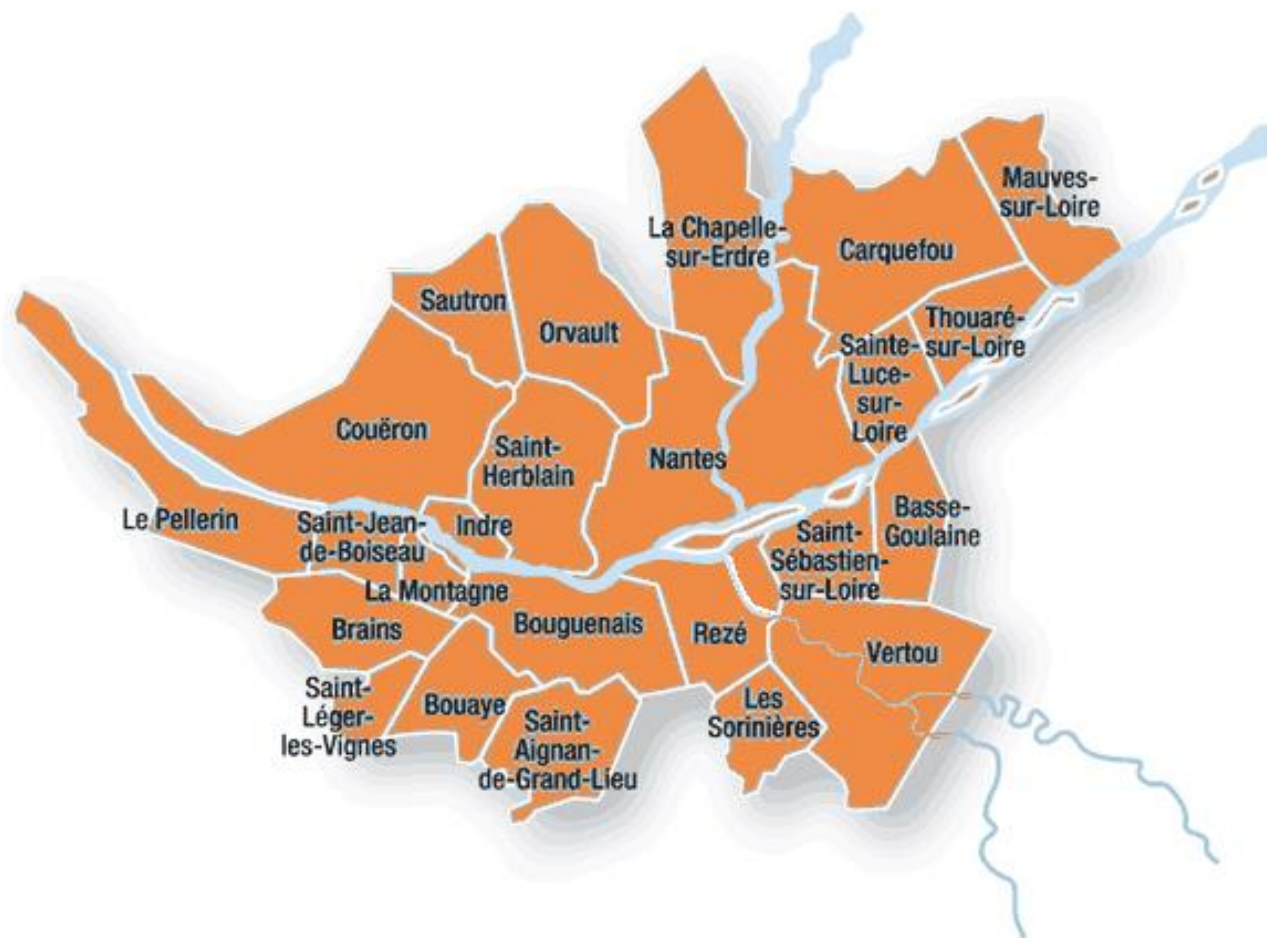 Mauves-
sur-Loire
La Chapelle-
sur-Erdre
Carquefou
Sautron
Orvault
Thouaré-
sur-Loire
Sainte-
Luce-
sur-
Loire
Couëron
Saint-
Herblain
Nantes
Le Pellerin
Saint-Jean-
de-Boiseau
Indre
Basse-
Goulaine
Saint-
Sébastien-
sur-Loire
La Montagne
Brains
Bouguenais
Rezé
Vertou
Saint-
Léger-
les-Vignes
Bouaye
Saint-
Aignan-
de-Grand-Lieu
Les
Sorinières